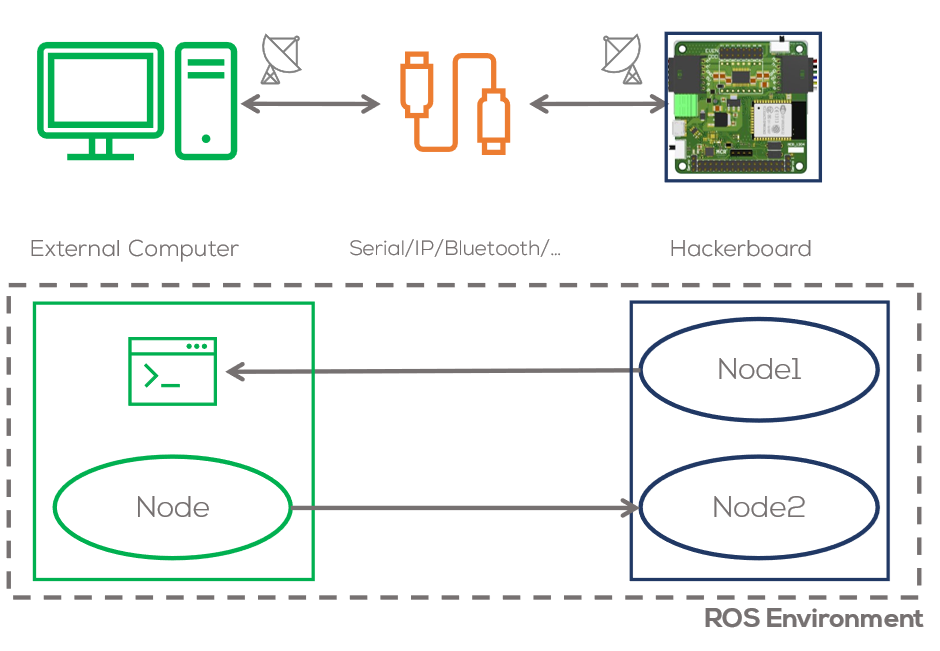 External Computer
Serial/IP/Bluetooth/...
Hackerboard
Node1
Node
Node2
ROS Environment